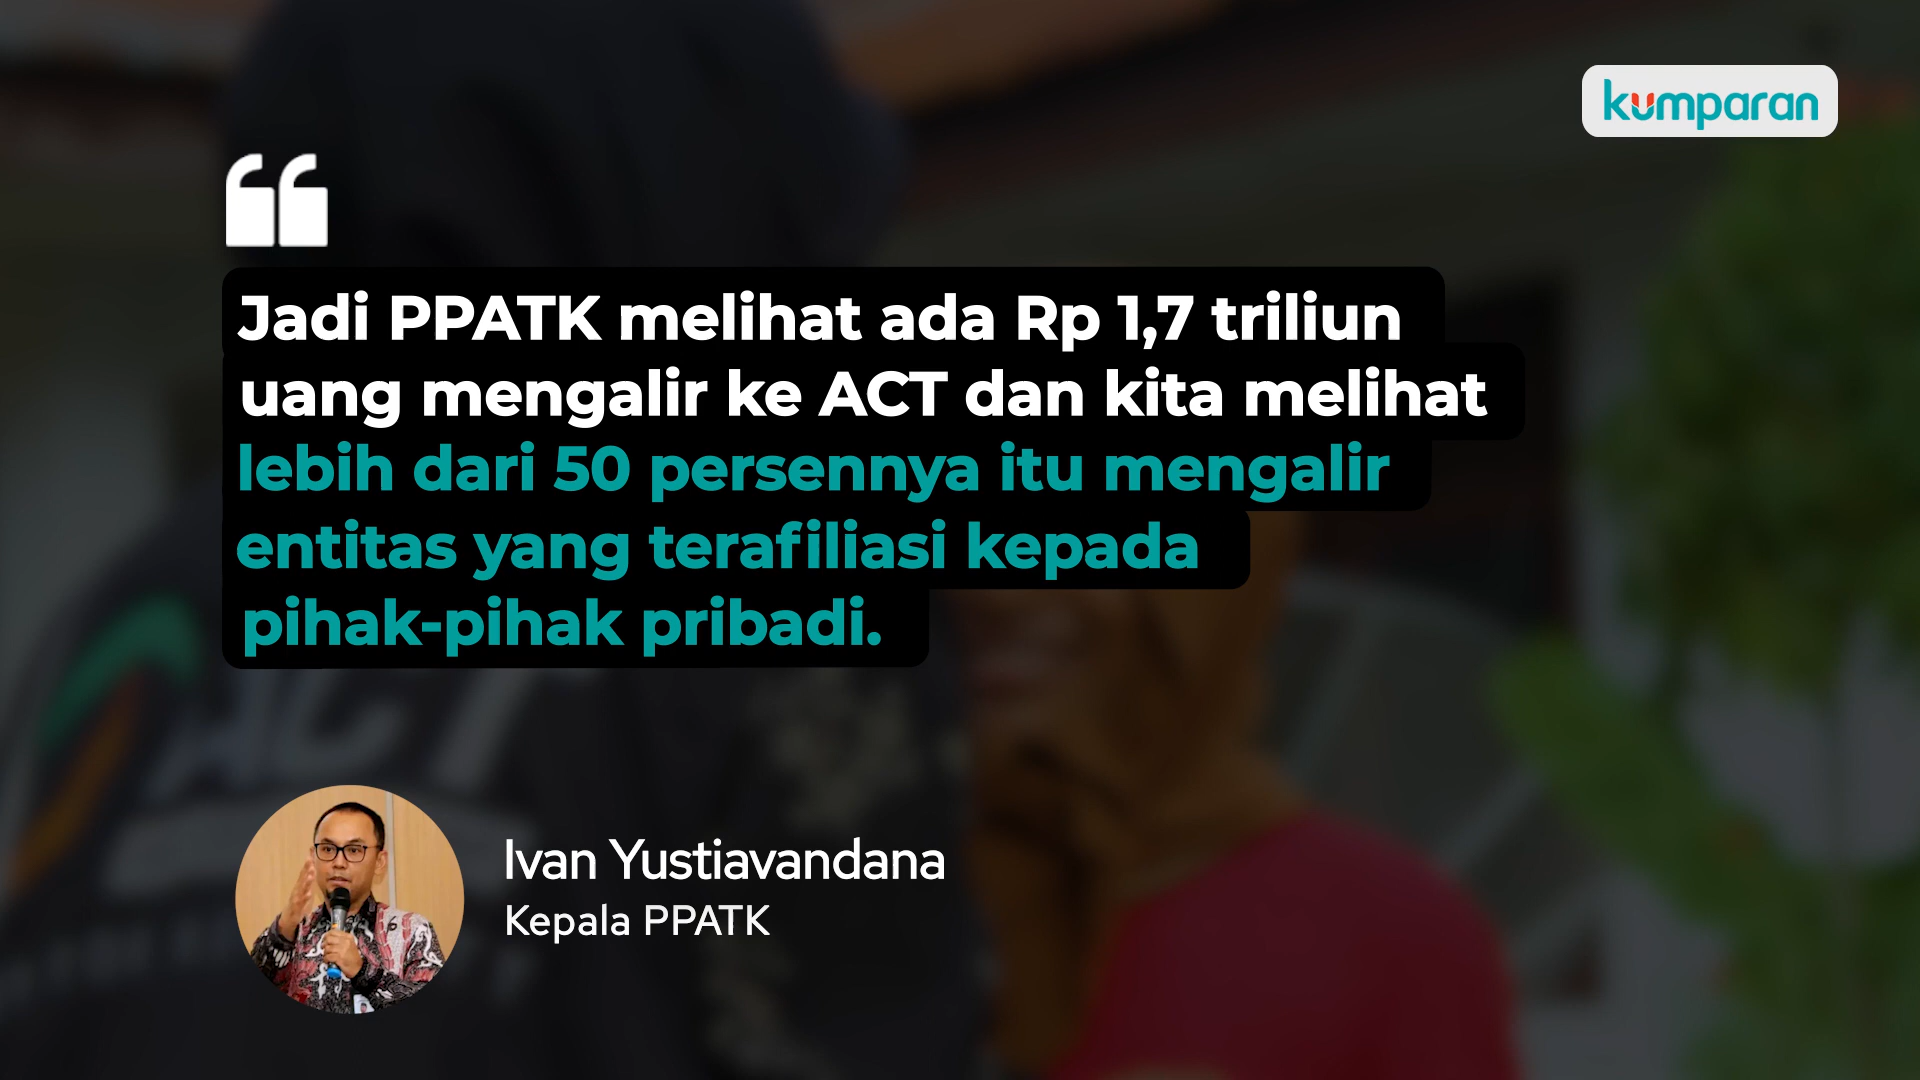 kumparan
Jadi PPATK melihat ada Rp 1,7 triliun
uang mengalir ke ACT dan kita melihat
lebih dari 50 persennya itu mengalir
entitas yang terafiliasi kepada
pihak-pihak pribadi.
ACT
Ivan Yustiavandana
Kepala PPATK